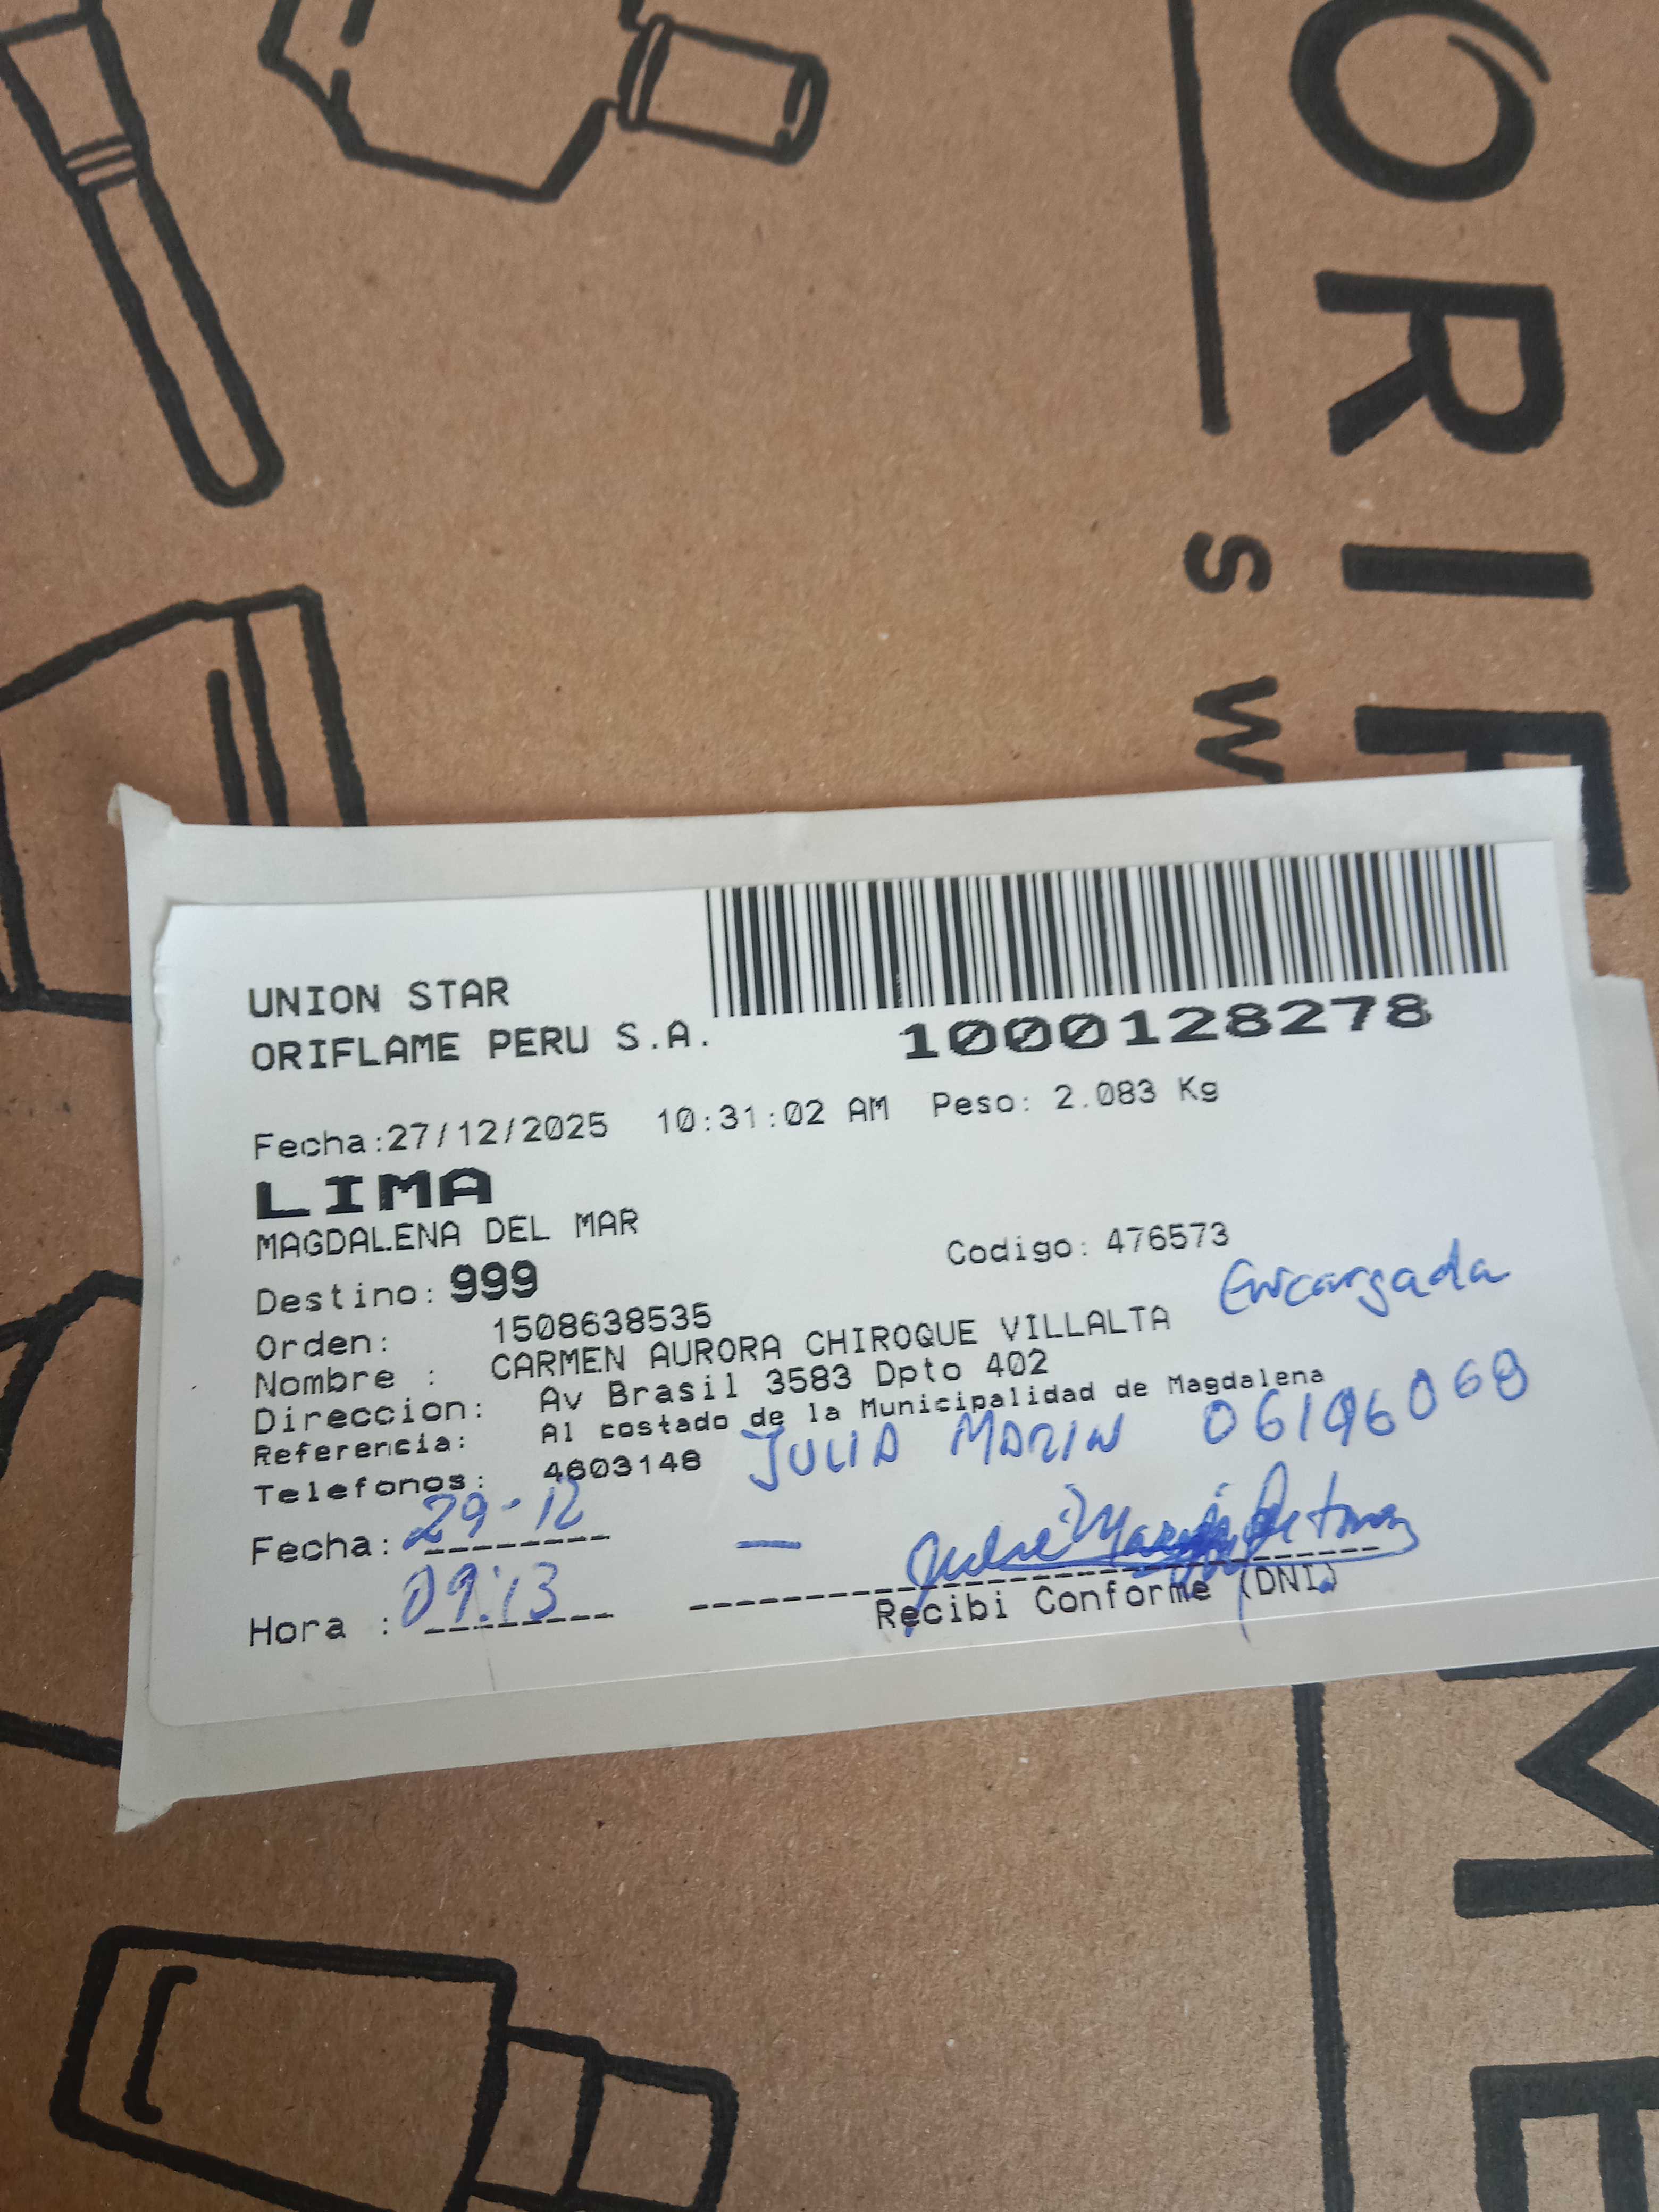 ORIF
SW
UNION STAR
ORIFLAME PERU S.A.
1000128278
Fecha:27/12/2025 10:31:02 AM Peso: 2.083 Kg
LIMA
MAGDALENA DEL MAR
Destino: 999 Codigo: 476573
Encargada
Orden: 1508638535
Nombre : CARMEN AURORA CHIROQUE VILLALTA
Direccion: Av Brasil 3583 Dpto 402
Referencia: Al costado de la Municipalidad de Magdalena
Telefonos: 4603148 JULIA MARIN 06196068
Fecha: 29-12
Hora : 09:13
Recibi Conforme (DNI)
ME